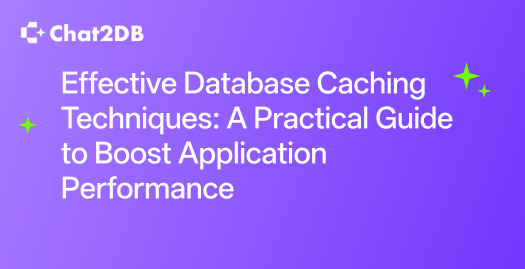 Chat2DB
Effective Database Caching
Techniques: A Practical Guide
to Boost Application
Performance